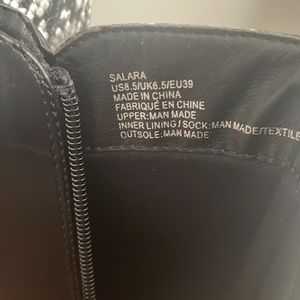 SALARA
US8.5/UK6.5/EU39
MADE IN CHINA
FABRIQUÉ EN CHINE
UPPER:MAN MADE
INNER LINING/SOCK:MAN MADE/TEXTILE
OUTSOLE:MAN MADE